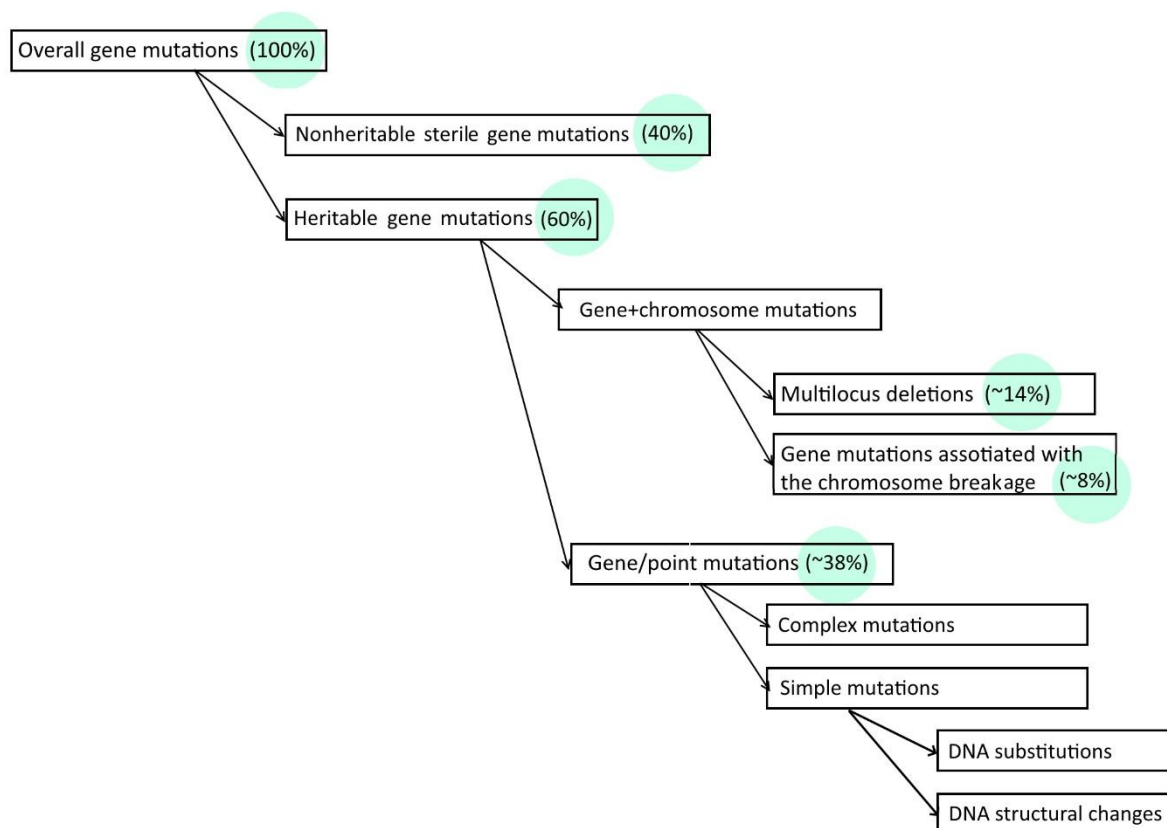 Overall gene mutations (100%)
Nonheritable sterile gene mutations (40%)
Heritable gene mutations (60%)
Gene+chromosome mutations
Multilocus deletions (~14%)
Gene mutations assotiated with
the chromosome breakage (~8%)
Gene/point mutations (~38%)
Complex mutations
Simple mutations
DNA substitutions
DNA structural changes